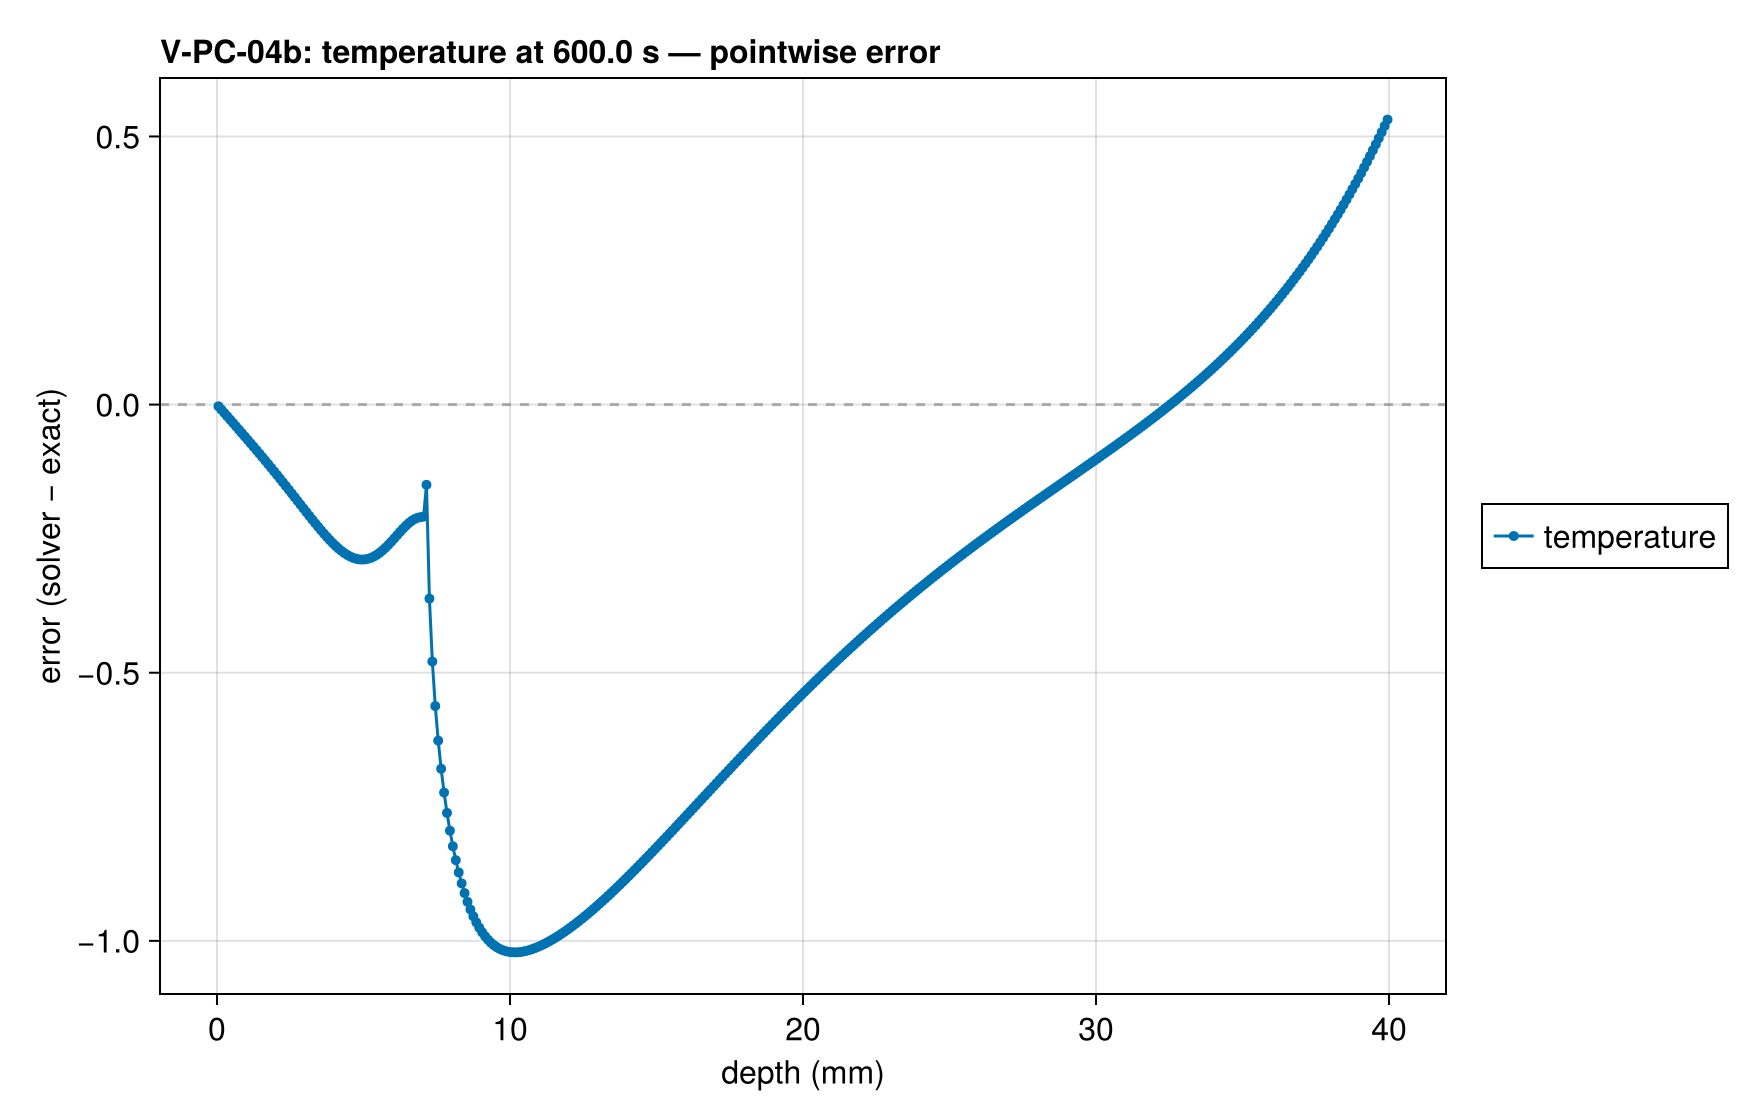 V-PC-04b: temperature at 600.0 s — pointwise error
error (solver − exact)
0.5
0.0
−0.5
−1.0
0
10
20
30
40
depth (mm)
temperature